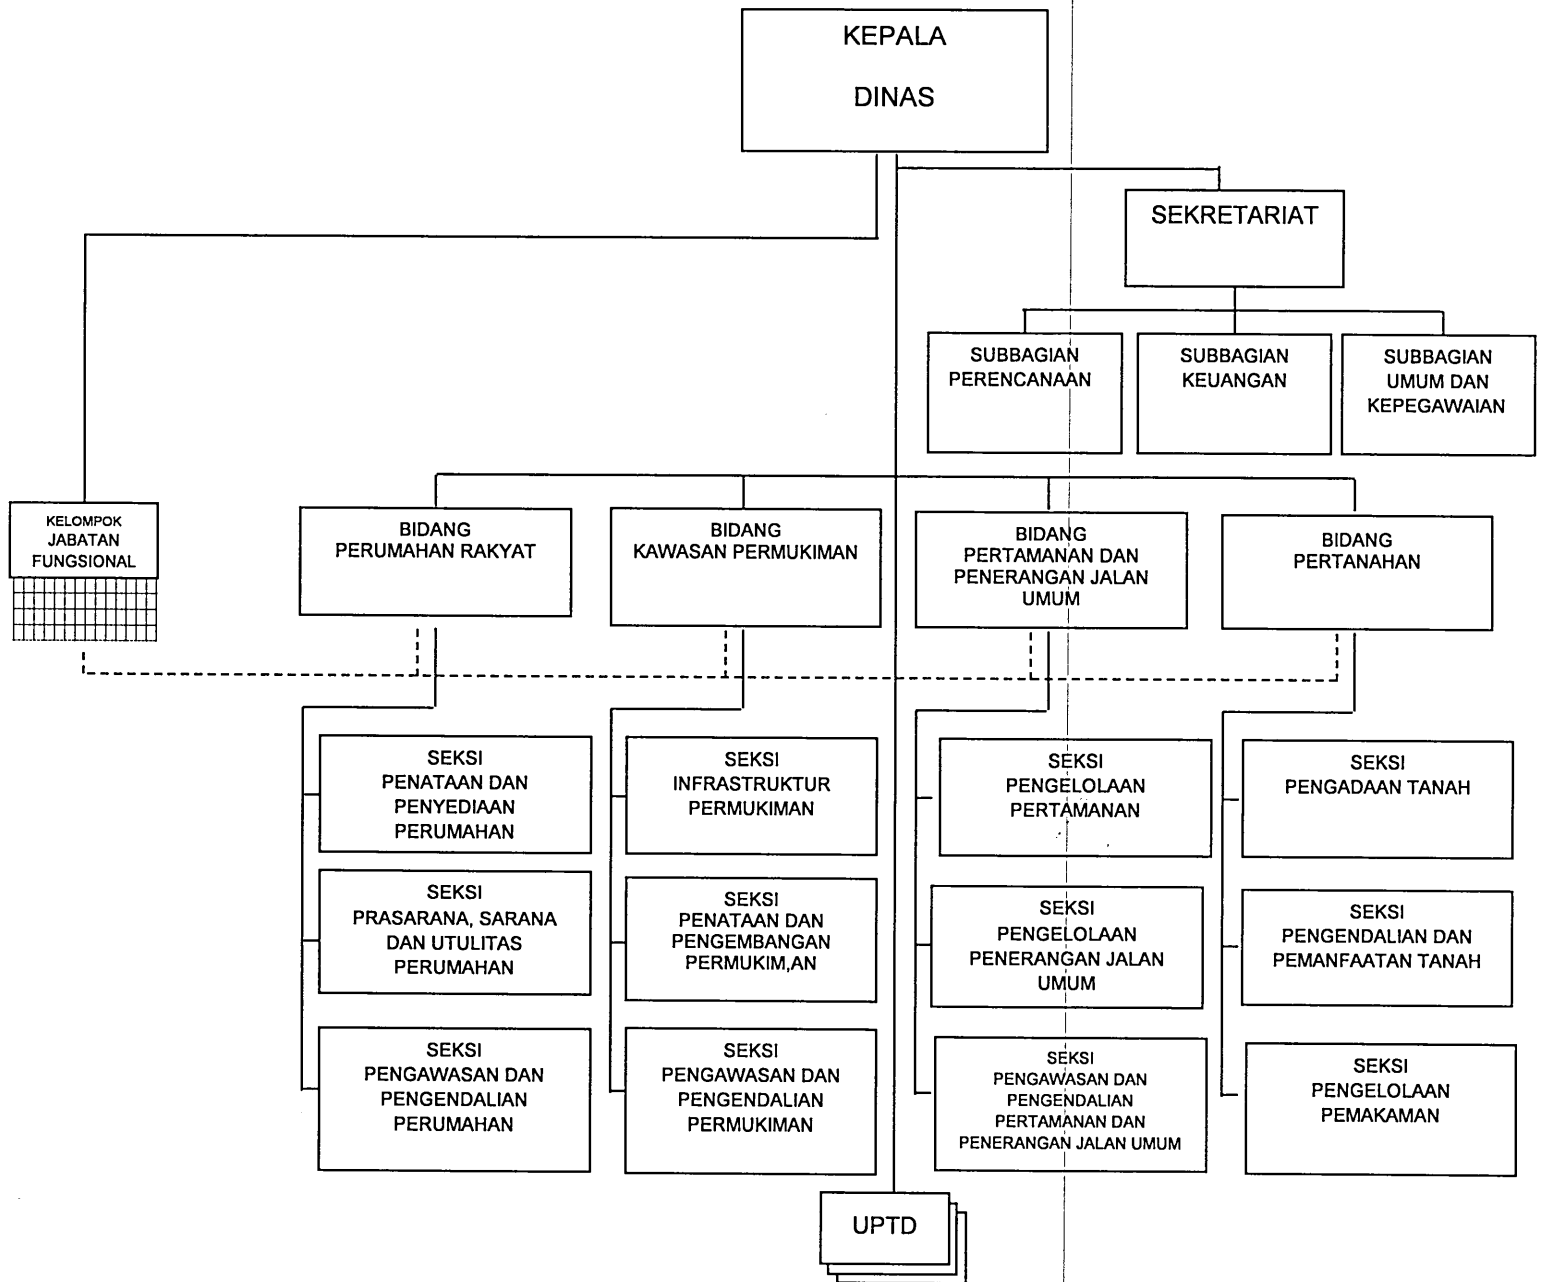 KEPALA
DINAS
SEKRETARIAT
SUBBAGIAN
PERENCANAAN
SUBBAGIAN
KEUANGAN
SUBBAGIAN
UMUM DAN
KEPEGAWAIAN
KELOMPOK
JABATAN
FUNGSIONAL
BIDANG
PERUMAHAN RAKYAT
BIDANG
KAWASAN PERMUKIMAN
BIDANG
PERTAMANAN DAN
PENERANGAN JALAN
UMUM
BIDANG
PERTANAHAN
SEKSI
PENATAAN DAN
PENYEDIAAN
PERUMAHAN
SEKSI
INFRASTRUKTUR
PERMUKIMAN
SEKSI
PENGELOLAAN
PERTAMANAN
SEKSI
PENGADAAN TANAH
SEKSI
PRASARANA, SARANA
DAN UTULITAS
PERUMAHAN
SEKSI
PENATAAN DAN
PENGEMBANGAN
PERMUKIM,AN
SEKSI
PENGELOLAAN
PENERANGAN JALAN
UMUM
SEKSI
PENGENDALIAN DAN
PEMANFAATAN TANAH
SEKSI
PENGAWASAN DAN
PENGENDALIAN
PERUMAHAN
SEKSI
PENGAWASAN DAN
PENGENDALIAN
PERMUKIMAN
SEKSI
PENGAWASAN DAN
PENGENDALIAN
PERTAMANAN DAN
PENERANGAN JALAN UMUM
SEKSI
PENGELOLAAN
PEMAKAMAN
UPTD